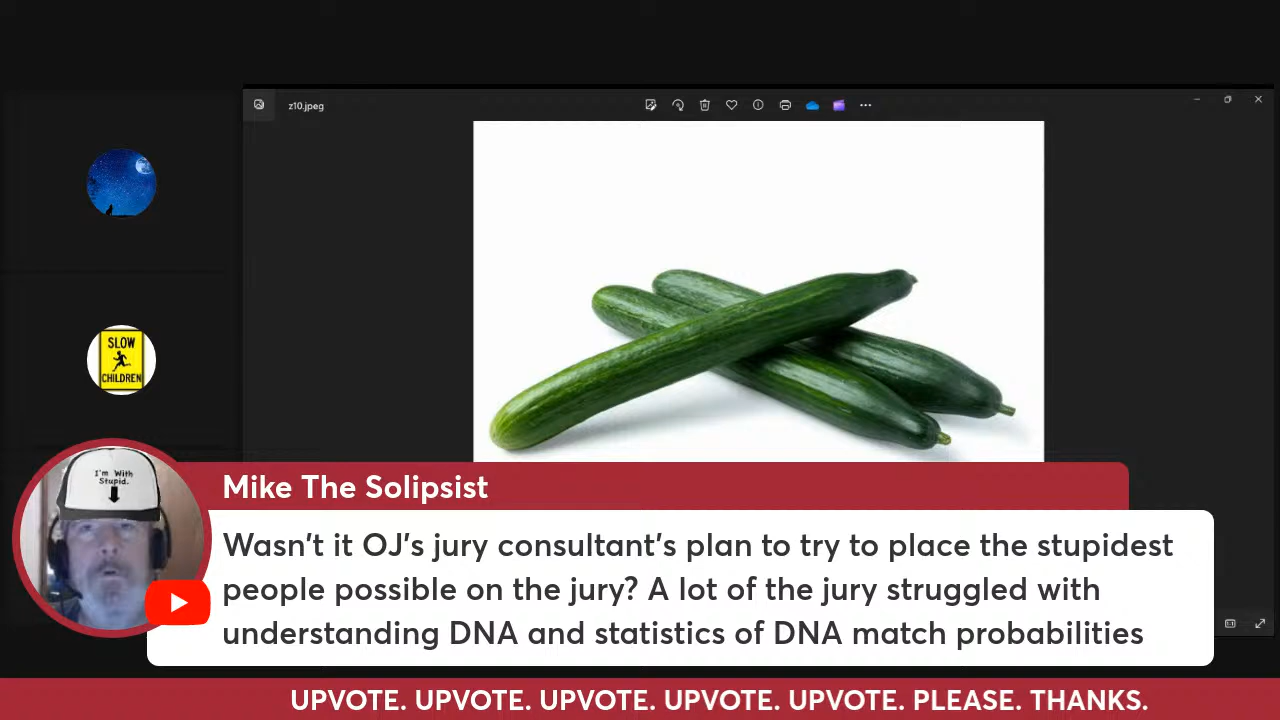 z10.jpeg
SLOW
CHILDREN
I'm With
Stupid.
Mike The Solipsist
Wasn't it OJ's jury consultant's plan to try to place the stupidest
people possible on the jury? A lot of the jury struggled with
understanding DNA and statistics of DNA match probabilities
UPVOTE. UPVOTE. UPVOTE. UPVOTE. UPVOTE. PLEASE. THANKS.